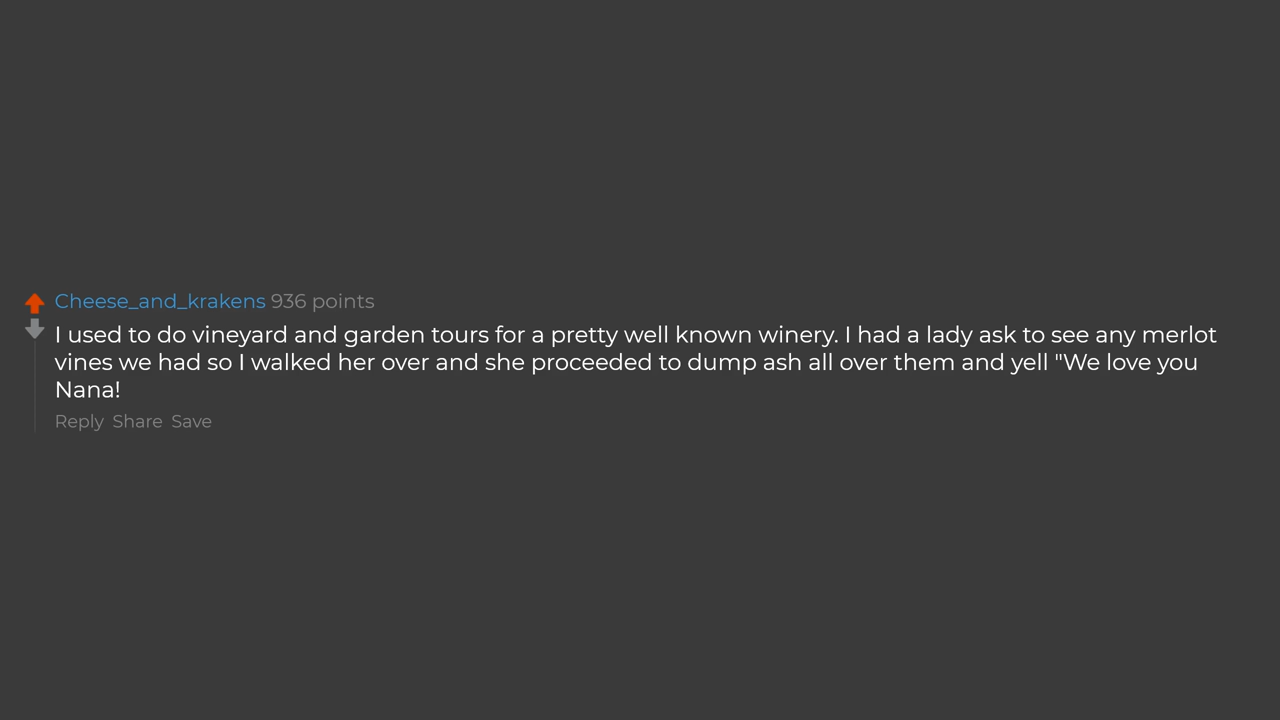 Cheese_and_krakens 936 points
I used to do vineyard and garden tours for a pretty well known winery. I had a lady ask to see any merlot
vines we had so I walked her over and she proceeded to dump ash all over them and yell "We love you
Nana!
Reply Share Save